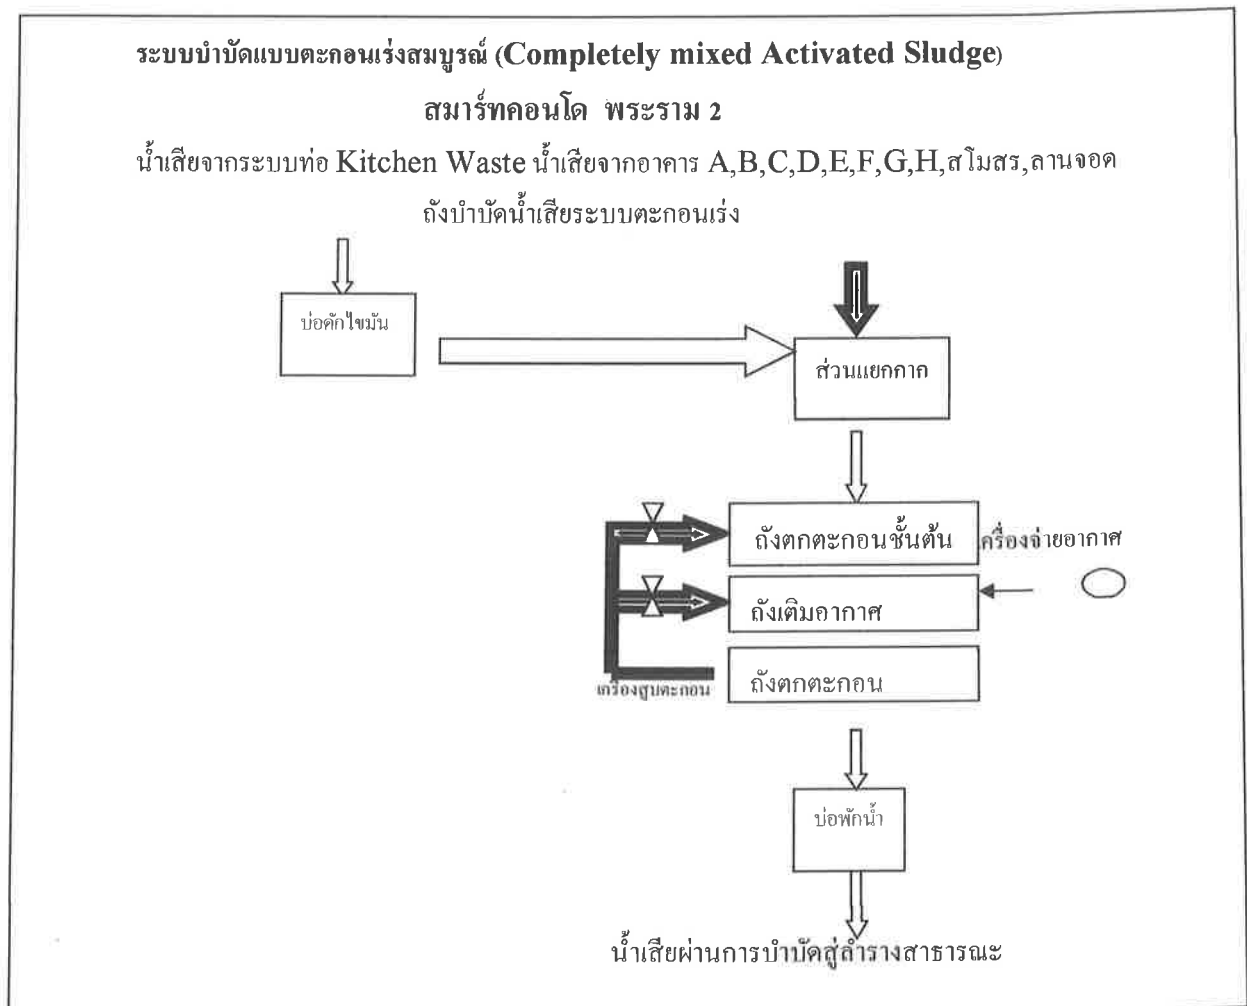 ระบบบำบัดแบบตะกอนเร่งสมบูรณ์ (Completely mixed Activated Sludge)
สมาร์ทคอนโด พระราม 2
น้ำเสียจากระบบท่อ Kitchen Waste น้ำเสียจากอาคาร A,B,C,D,E,F,G,H,สโมสร,ลานจอด
ถังบำบัดน้ำเสียระบบตะกอนเร่ง
บ่อดักไขมัน
ส่วนแยกกาก
ถังตกตะกอนชั้นต้น
เครื่องจ่ายอากาศ
ถังเติมอากาศ
ถังตกตะกอน
เครื่องสูบตะกอน
บ่อพักน้ำ
น้ำเสียผ่านการบำบัดสู่ลำรางสาธารณะ